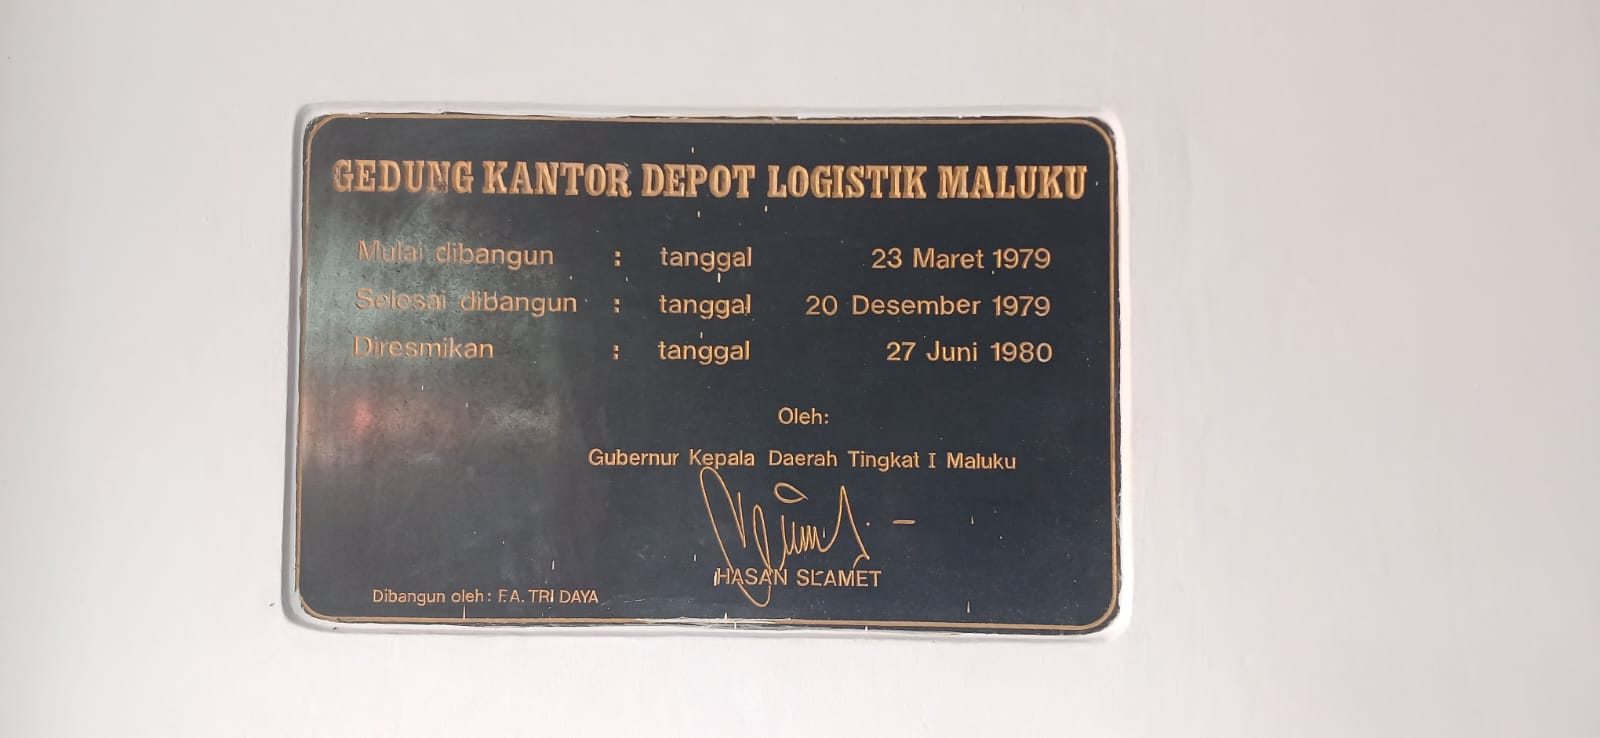 GEDUNG KANTOR DEPOT LOGISTIK MALUKU
Mulai dibangun : tanggal 23 Maret 1979
Selesai dibangun : tanggal 20 Desember 1979
Diresmikan : tanggal 27 Juni 1980
Oleh:
Gubernur Kepala Daerah Tingkat I Maluku
HASAN SLAMET
Dibangun oleh : F.A. TRI DAYA